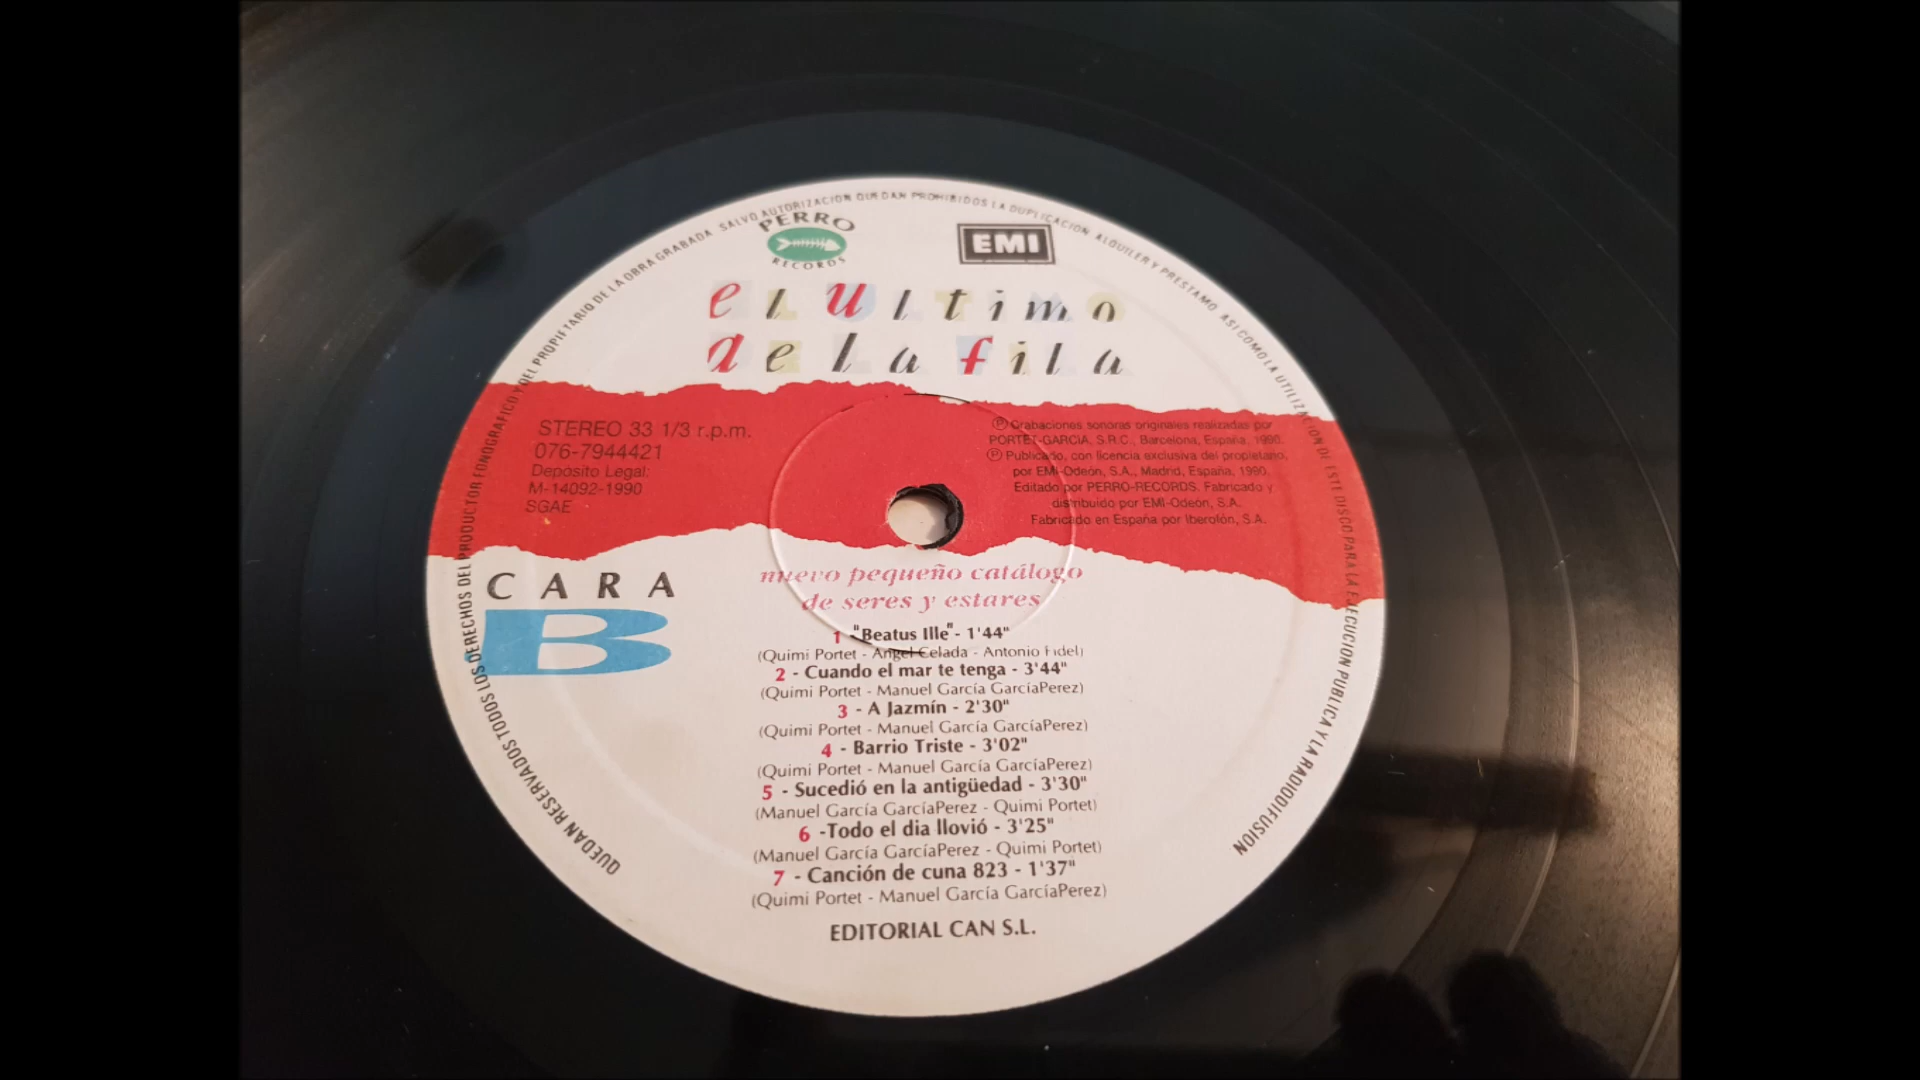 QUEDAN RESERVADOS TODOS LOS DERECHOS DEL PRODUCTOR FONOGRAFICO Y DEL PROPIETARIO DE LA OBRA GRABADA SALVO AUTORIZACION QUEDAN PROHIBIDOS LA DUPLICACION ALQUILER Y PRESTAMO ASI COMO LA UTILIZACION DE ESTE DISCO PARA LA EJECUCION PUBLICA Y LA RADIODIFUSION
PERRO
RECORDS
EMI
el ultimo
de la fila
STEREO 33 1/3 r.p.m.
076-7944421
Deposito Legal:
M-14092-1990
SGAE
Ⓟ Grabaciones sonoras originales realizadas por
PORTET-GARCIA, S.R.C., Barcelona, España, 1990.
Ⓟ Publicado, con licencia exclusiva del propietario,
por EMI-Odeón, S.A., Madrid, España, 1990.
Editado por PERRO-RECORDS. Fabricado y
distribuido por EMI-Odeón, S.A.
Fabricado en España por Iberofón, S.A.
CARA
B
nuevo pequeño catálogo
de seres y estares
1 "Beatus Ille" - 1'44"
(Quimi Portet - Angel Celada - Antonio Fidel)
2 - Cuando el mar te tenga - 3'44"
(Quimi Portet - Manuel García GarcíaPerez)
3 - A Jazmín - 2'30"
(Quimi Portet - Manuel García GarcíaPerez)
4 - Barrio Triste - 3'02"
(Quimi Portet - Manuel García GarcíaPerez)
5 - Sucedió en la antigüedad - 3'30"
(Manuel García GarcíaPerez - Quimi Portet)
6 -Todo el dia llovió - 3'25"
(Manuel García GarcíaPerez - Quimi Portet)
7 - Canción de cuna 823 - 1'37"
(Quimi Portet - Manuel García GarcíaPerez)
EDITORIAL CAN S.L.